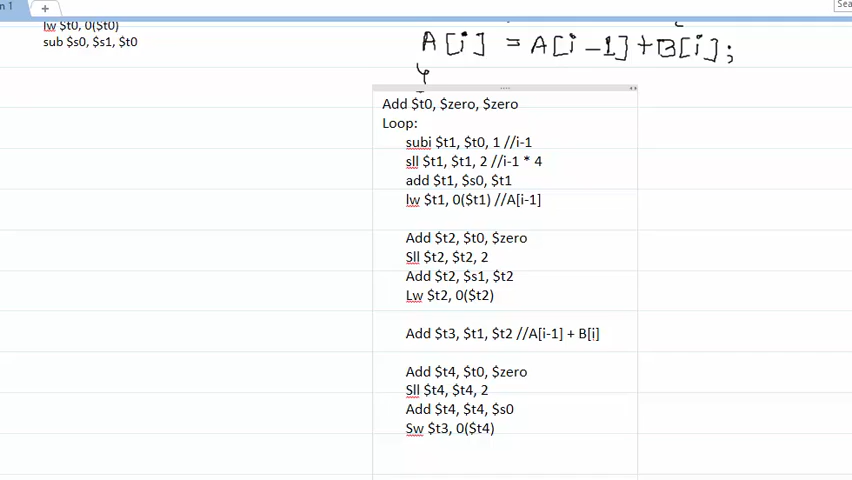 n 1
Sea
lw $t0, 0($t0)
sub $s0, $s1, $t0
A[i] = A[i-1]+B[i];
}
Add $t0, $zero, $zero
Loop:
subi $t1, $t0, 1 //i-1
sll $t1, $t1, 2 //i-1 * 4
add $t1, $s0, $t1
lw $t1, 0($t1) //A[i-1]
Add $t2, $t0, $zero
Sll $t2, $t2, 2
Add $t2, $s1, $t2
Lw $t2, 0($t2)
Add $t3, $t1, $t2 //A[i-1] + B[i]
Add $t4, $t0, $zero
Sll $t4, $t4, 2
Add $t4, $t4, $s0
Sw $t3, 0($t4)